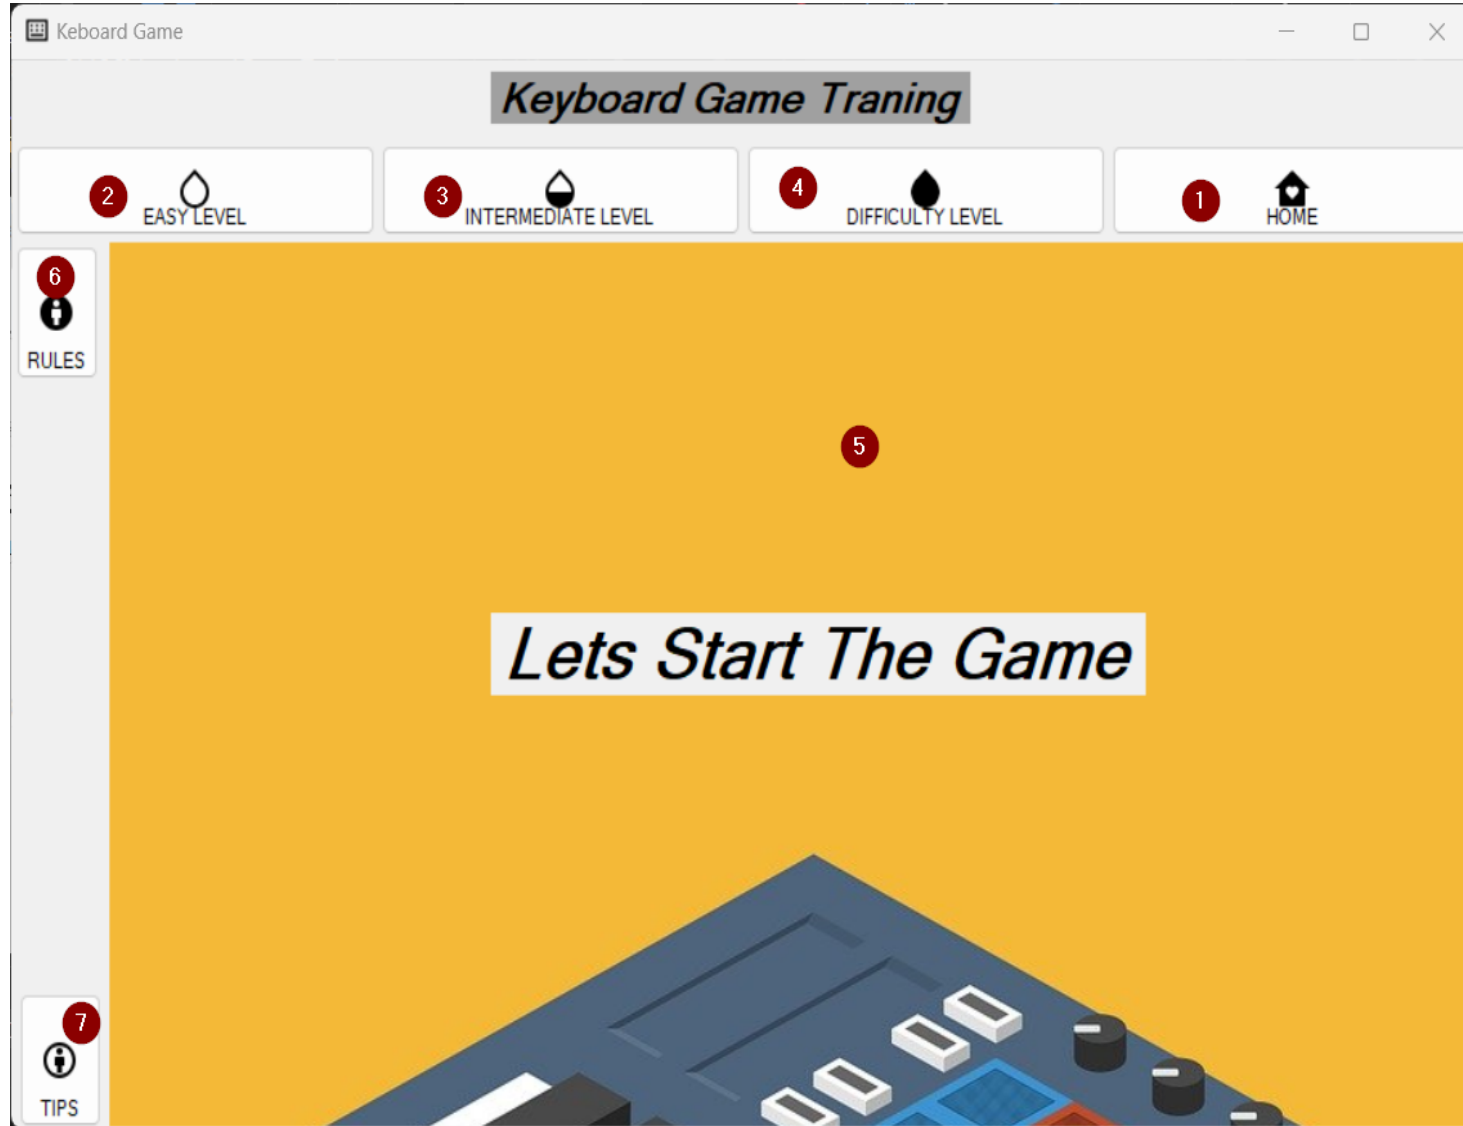 Keboard Game
Keyboard Game Traning
2 EASY LEVEL
3 INTERMEDIATE LEVEL
4 DIFFICULTY LEVEL
1 HOME
6
RULES
5
Lets Start The Game
7
TIPS